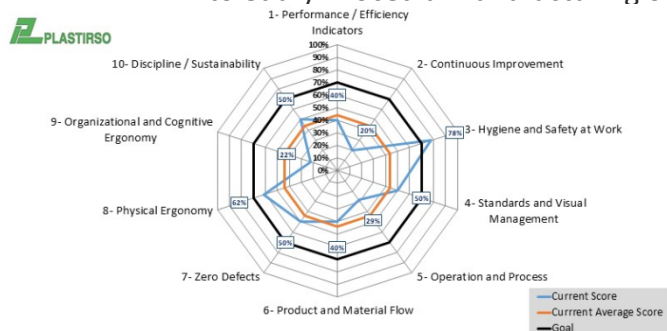 PLASTIRSO
1- Performance / Efficiency
Indicators
100%
90%
80%
70%
60%
50%
40%
30%
20%
10%
0%
2- Continuous Improvement
3- Hygiene and Safety at Work
4- Standards and Visual
Management
5- Operation and Process
6- Product and Material Flow
7- Zero Defects
8- Physical Ergonomy
9- Organizational and Cognitive
Ergonomy
10- Discipline / Sustainability
40%
20%
78%
50%
29%
40%
50%
62%
22%
50%
Current Score
Currrent Average Score
Goal